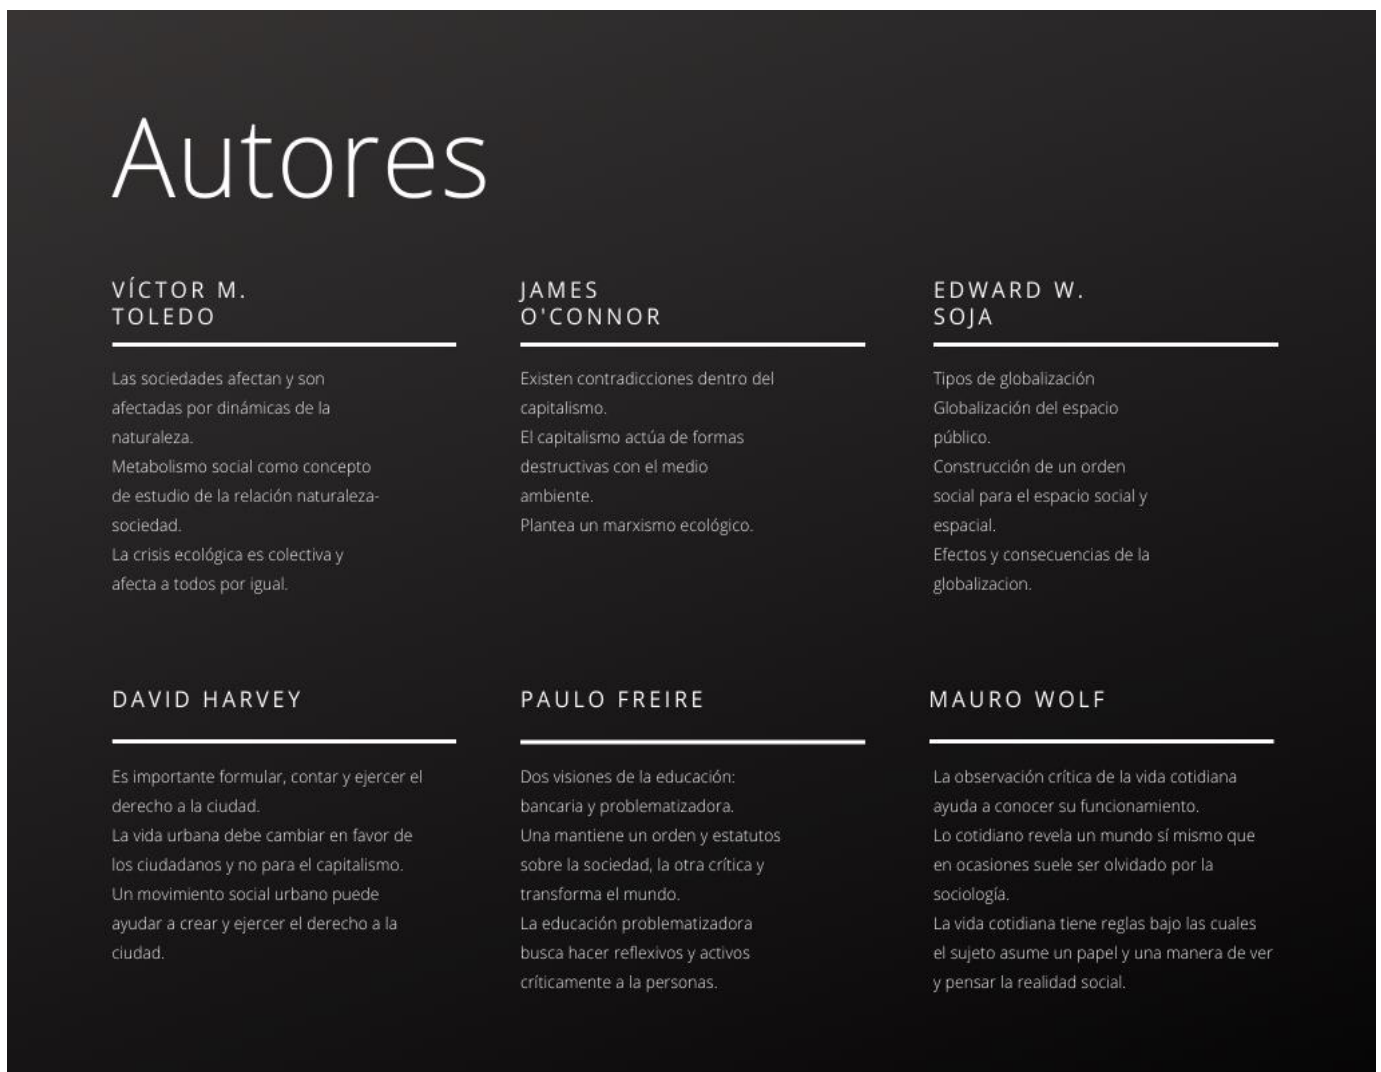 Autores
VÍCTOR M.
TOLEDO
Las sociedades afectan y son
afectadas por dinámicas de la
naturaleza.
Metabolismo social como concepto
de estudio de la relación naturaleza-
sociedad.
La crisis ecológica es colectiva y
afecta a todos por igual.
JAMES
O'CONNOR
Existen contradicciones dentro del
capitalismo.
El capitalismo actúa de formas
destructivas con el medio
ambiente.
Plantea un marxismo ecológico.
EDWARD W.
SOJA
Tipos de globalización
Globalización del espacio
público.
Construcción de un orden
social para el espacio social y
espacial.
Efectos y consecuencias de la
globalizacion.
DAVID HARVEY
Es importante formular, contar y ejercer el
derecho a la ciudad.
La vida urbana debe cambiar en favor de
los ciudadanos y no para el capitalismo.
Un movimiento social urbano puede
ayudar a crear y ejercer el derecho a la
ciudad.
PAULO FREIRE
Dos visiones de la educación:
bancaria y problematizadora.
Una mantiene un orden y estatutos
sobre la sociedad, la otra crítica y
transforma el mundo.
La educación problematizadora
busca hacer reflexivos y activos
críticamente a la personas.
MAURO WOLF
La observación crítica de la vida cotidiana
ayuda a conocer su funcionamiento.
Lo cotidiano revela un mundo sí mismo que
en ocasiones suele ser olvidado por la
sociología.
La vida cotidiana tiene reglas bajo las cuales
el sujeto asume un papel y una manera de ver
y pensar la realidad social.